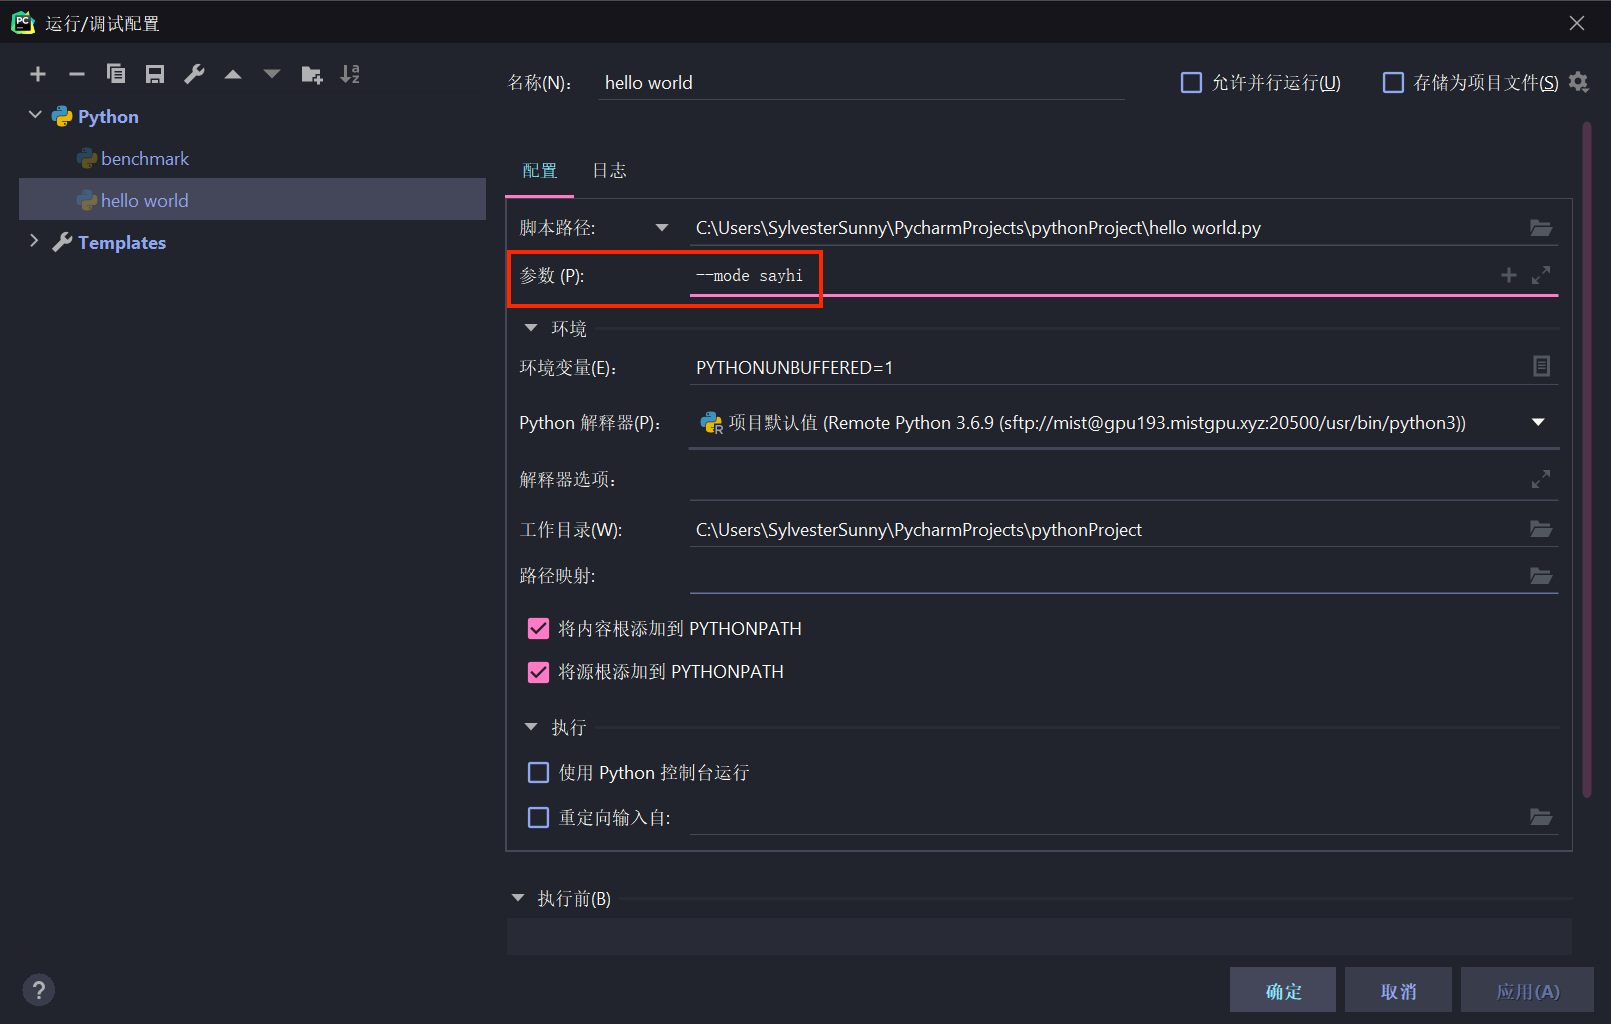 运行/调试配置
Python
benchmark
hello world
Templates
名称(N): hello world 允许并行运行(U) 存储为项目文件(S)
配置 日志
脚本路径: C:\Users\SylvesterSunny\PycharmProjects\pythonProject\hello world.py
参数 (P): --mode sayhi
环境
环境变量(E): PYTHONUNBUFFERED=1
Python 解释器(P): 项目默认值 (Remote Python 3.6.9 (sftp://mist@gpu193.mistgpu.xyz:20500/usr/bin/python3))
解释器选项:
工作目录(W): C:\Users\SylvesterSunny\PycharmProjects\pythonProject
路径映射:
将内容根添加到 PYTHONPATH
将源根添加到 PYTHONPATH
执行
使用 Python 控制台运行
重定向输入自:
执行前(B)
? 确定 取消 应用(A)